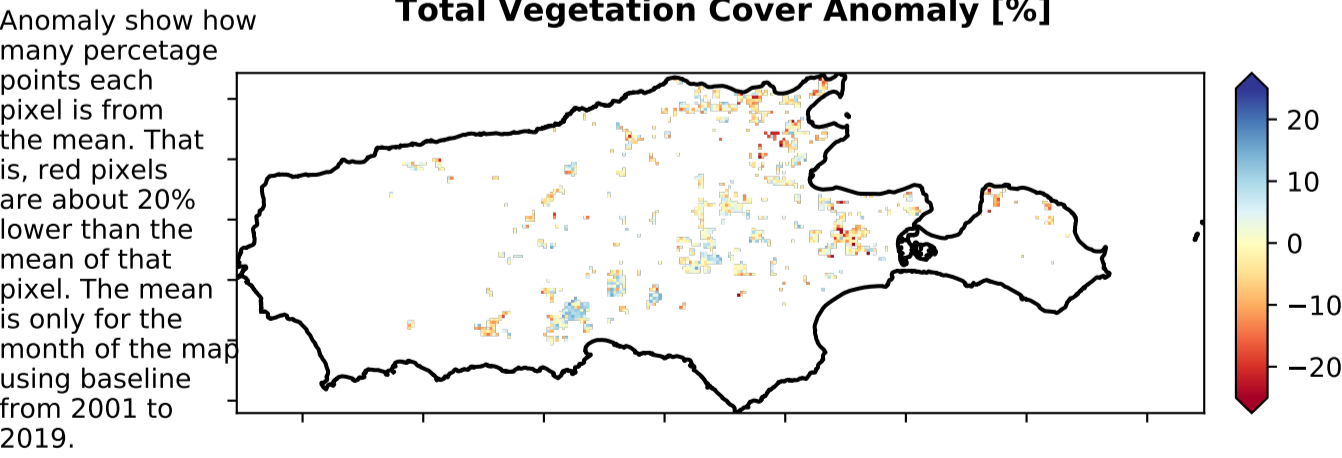 Total Vegetation Cover Anomaly [%]
Anomaly show how
many percetage
points each
pixel is from
the mean. That
is, red pixels
are about 20%
lower than the
mean of that
pixel. The mean
is only for the
month of the map
using baseline
from 2001 to
2019.
20
10
0
−10
−20